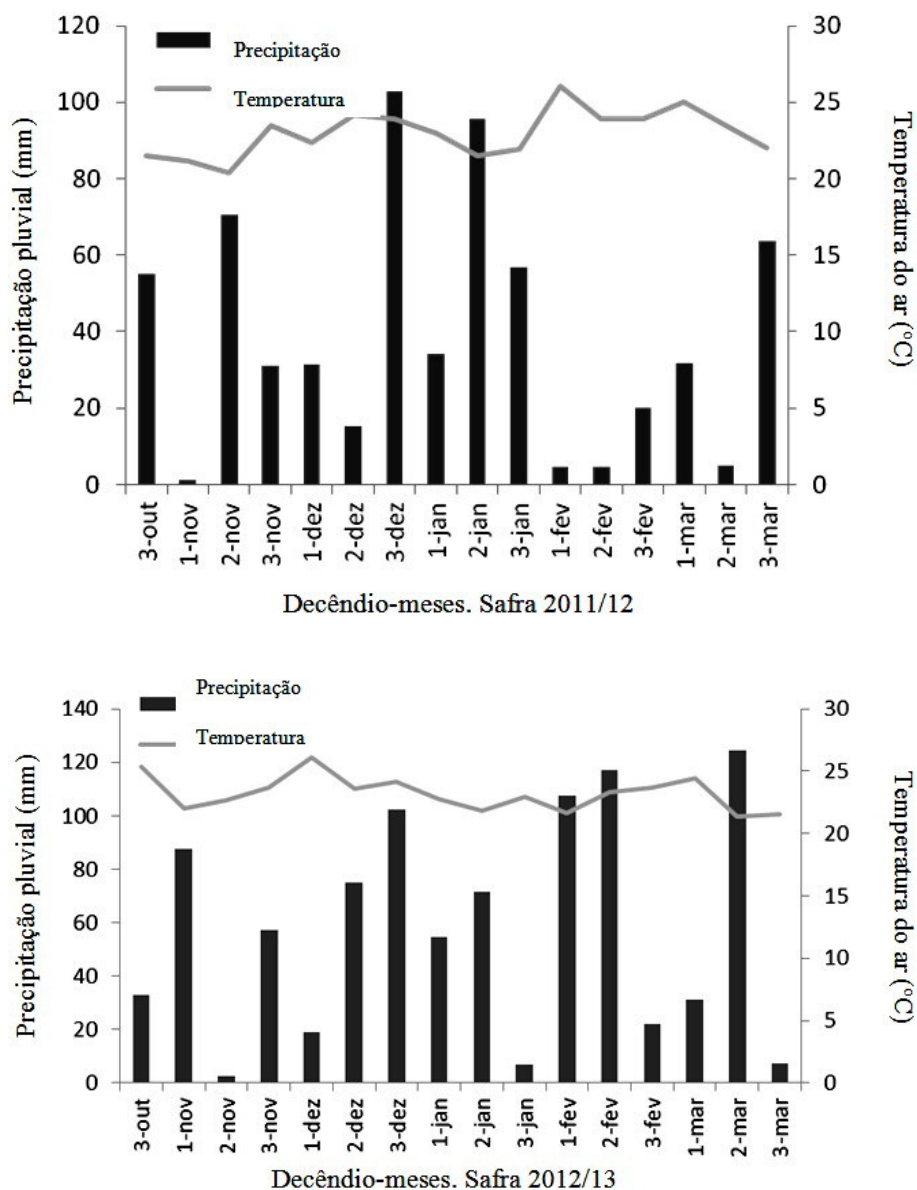 120
100
80
60
40
20
0
Precipitação pluvial (mm)
Precipitação
Temperatura
30
25
20
15
10
5
0
Temperatura do ar (°C)
3-out
1-nov
2-nov
3-nov
1-dez
2-dez
3-dez
1-jan
2-jan
3-jan
1-fev
2-fev
3-fev
1-mar
2-mar
3-mar
Decêndio-meses. Safra 2011/12
140
120
100
80
60
40
20
0
Precipitação pluvial (mm)
Precipitação
Temperatura
30
25
20
15
10
5
0
Temperatura do ar (°C)
3-out
1-nov
2-nov
3-nov
1-dez
2-dez
3-dez
1-jan
2-jan
3-jan
1-fev
2-fev
3-fev
1-mar
2-mar
3-mar
Decêndio-meses. Safra 2012/13